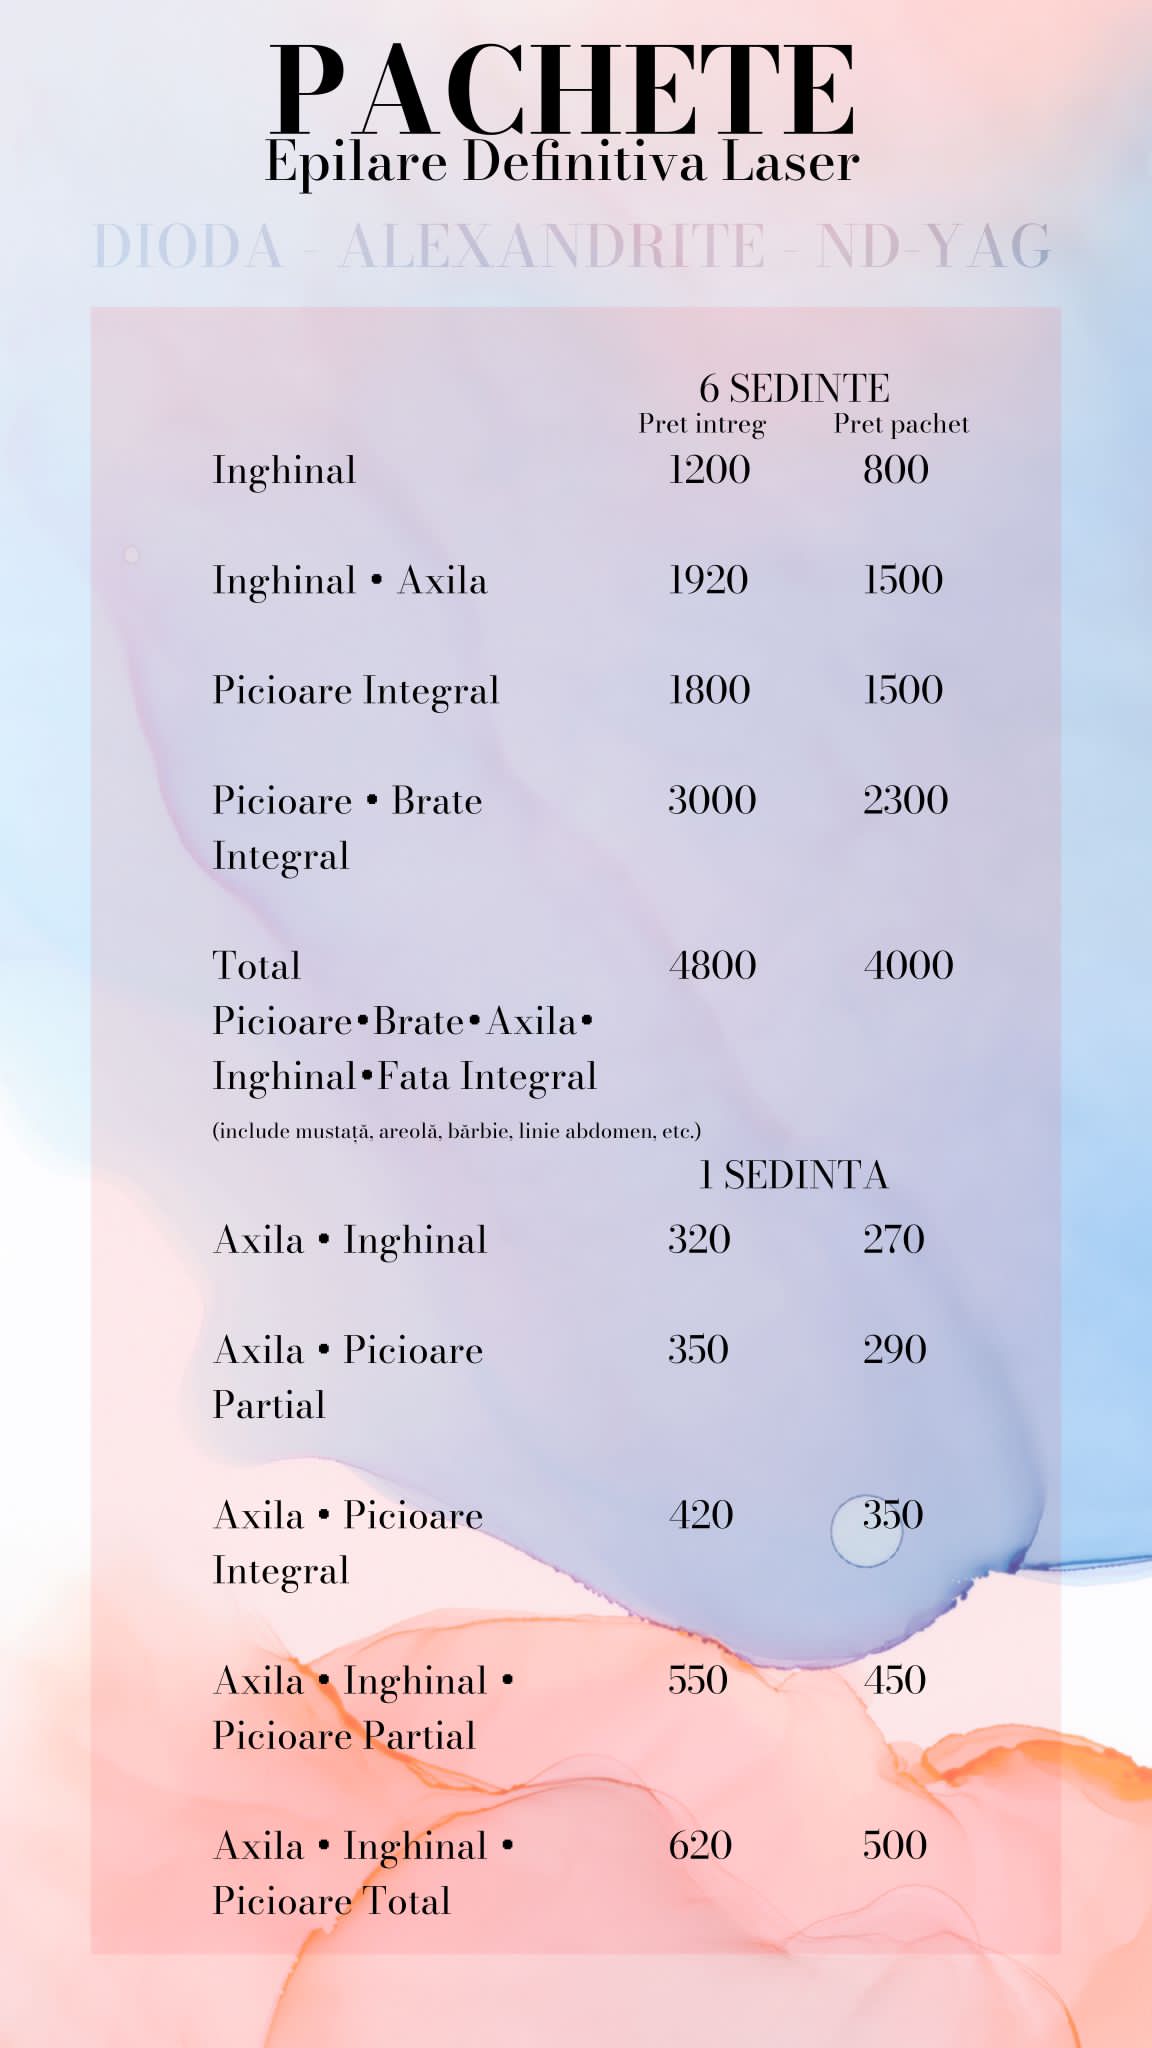 PACHETE
Epilare Definitiva Laser
DIODA - ALEXANDRITE - ND-YAG
6 SEDINTE
Pret intreg Pret pachet
Inghinal 1200 800
Inghinal • Axila 1920 1500
Picioare Integral 1800 1500
Picioare • Brate 3000 2300
Integral
Total 4800 4000
Picioare•Brate•Axila•
Inghinal•Fata Integral
(include mustață, areolă, bărbie, linie abdomen, etc.)
1 SEDINTA
Axila • Inghinal 320 270
Axila • Picioare 350 290
Partial
Axila • Picioare 420 350
Integral
Axila • Inghinal • 550 450
Picioare Partial
Axila • Inghinal • 620 500
Picioare Total